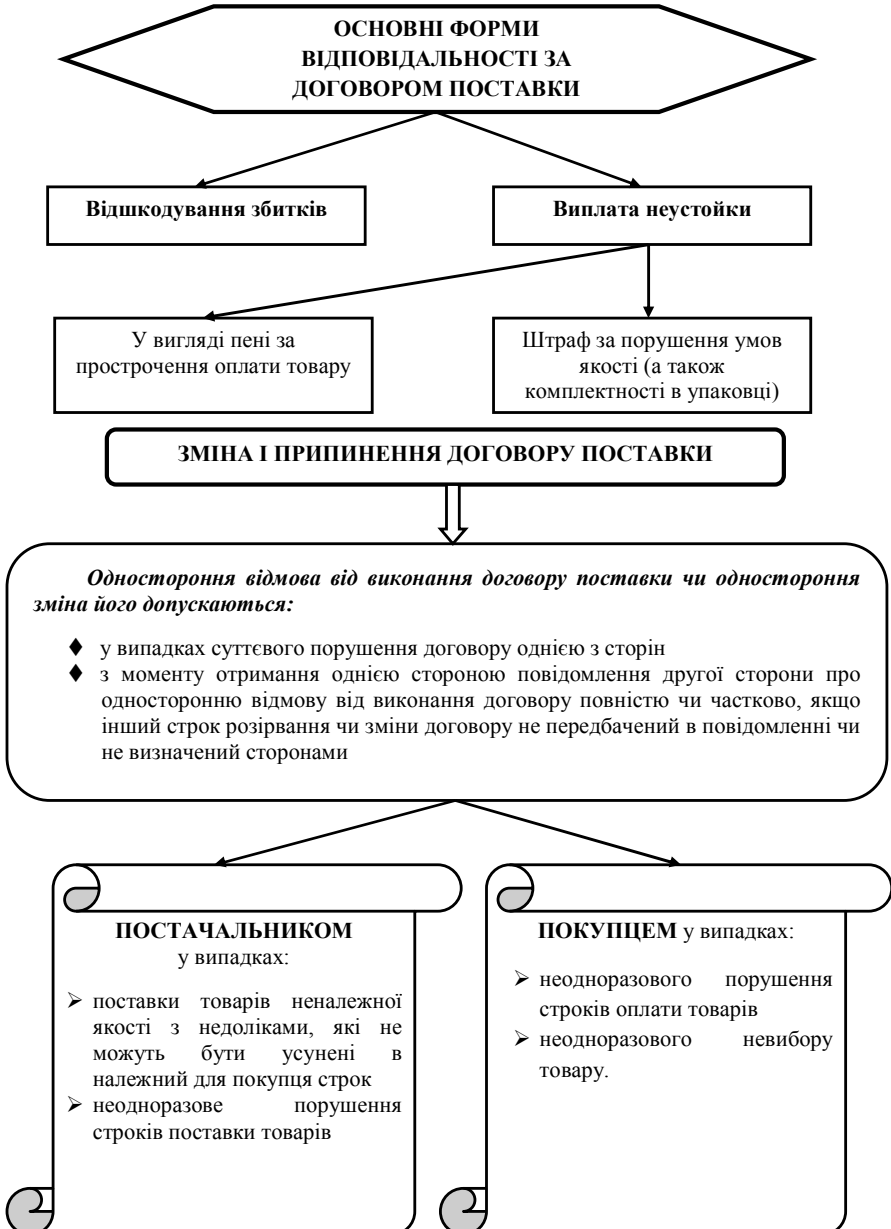 ОСНОВНІ ФОРМИ
ВІДПОВІДАЛЬНОСТІ ЗА
ДОГОВОРОМ ПОСТАВКИ
Відшкодування збитків
Виплата неустойки
У вигляді пені за
прострочення оплати товару
Штраф за порушення умов
якості (а також
комплектності в упаковці)
ЗМІНА І ПРИПИНЕННЯ ДОГОВОРУ ПОСТАВКИ
Одностороння відмова від виконання договору поставки чи одностороння
зміна його допускаються:
♦ у випадках суттєвого порушення договору однією з сторін
♦ з моменту отримання однією стороною повідомлення другої сторони про
односторонню відмову від виконання договору повністю чи частково, якщо
інший строк розірвання чи зміни договору не передбачений в повідомленні чи
не визначений сторонами
ПОСТАЧАЛЬНИКОМ
у випадках:
➢ поставки товарів неналежної
якості з недоліками, які не
можуть бути усунені в
належний для покупця строк
➢ неодноразове порушення
строків поставки товарів
ПОКУПЦЕМ у випадках:
➢ неодноразового порушення
строків оплати товарів
➢ неодноразового невибору
товару.